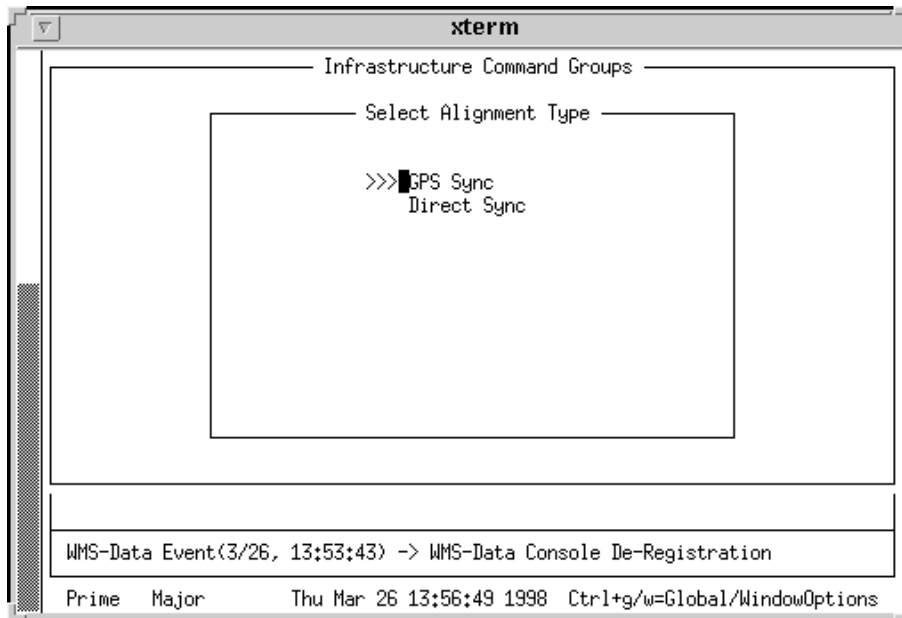 xterm
Infrastructure Command Groups
Select Alignment Type
>>> GPS Sync
Direct Sync
WMS-Data Event(3/26, 13:53:43) -> WMS-Data Console De-Registration
Prime Major Thu Mar 26 13:56:49 1998 Ctrl+g/w=Global/WindowOptions